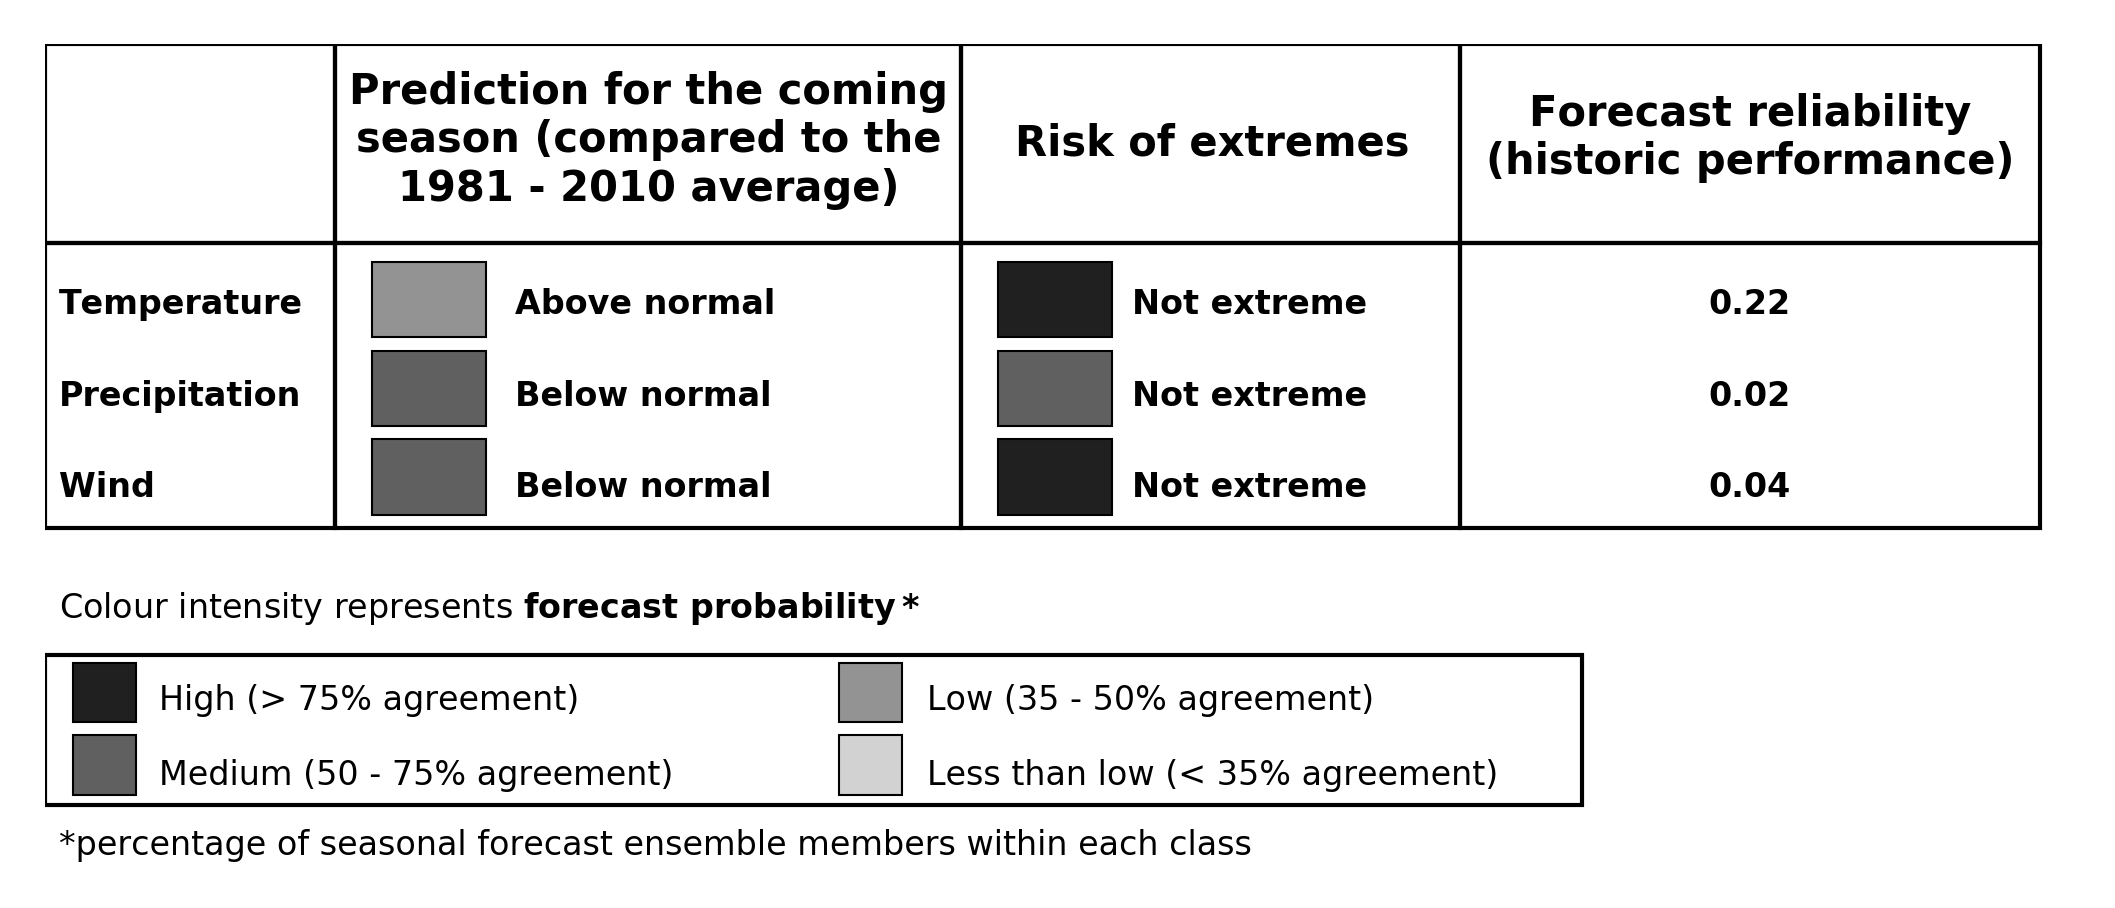 Prediction for the coming
season (compared to the
1981 - 2010 average)
Risk of extremes
Forecast reliability
(historic performance)
Temperature Above normal Not extreme 0.22
Precipitation Below normal Not extreme 0.02
Wind Below normal Not extreme 0.04
Colour intensity represents forecast probability*
High (> 75% agreement) Low (35 - 50% agreement)
Medium (50 - 75% agreement) Less than low (< 35% agreement)
*percentage of seasonal forecast ensemble members within each class